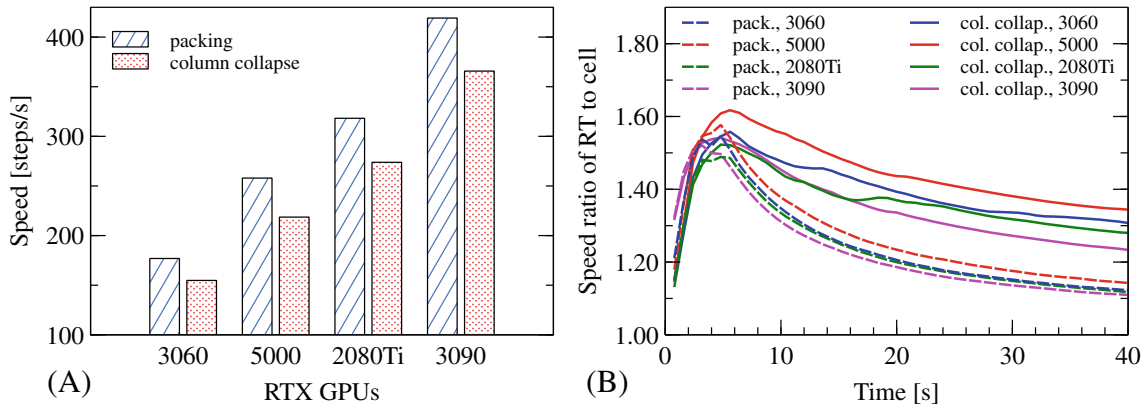 400
300
200
100
Speed [steps/s]
packing
column collapse
3060
5000
2080Ti
3090
RTX GPUs
(A)
1.80
1.60
1.40
1.20
1.00
Speed ratio of RT to cell
pack., 3060
pack., 5000
pack., 2080Ti
pack., 3090
col. collap., 3060
col. collap., 5000
col. collap., 2080Ti
col. collap., 3090
0
10
20
30
40
Time [s]
(B)